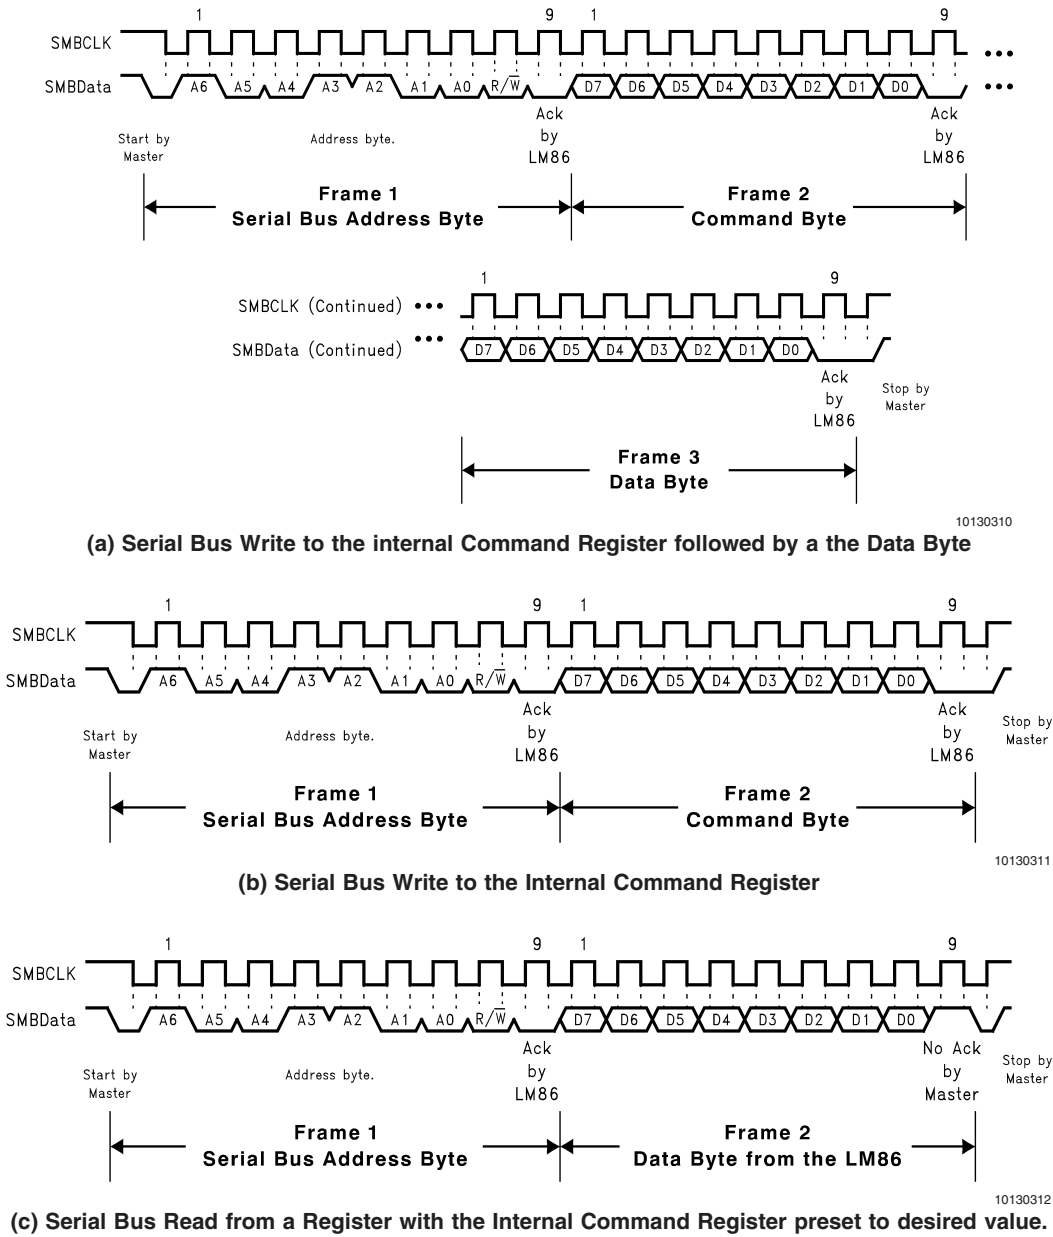 1 9 1 9
SMBCLK
SMBData A6 A5 A4 A3 A2 A1 A0 R/W̅ D7 D6 D5 D4 D3 D2 D1 D0
Start by Master
Address byte.
Ack by LM86
Ack by LM86
Frame 1
Serial Bus Address Byte
Frame 2
Command Byte
1 9
SMBCLK (Continued)
SMBData (Continued) D7 D6 D5 D4 D3 D2 D1 D0
Ack by LM86
Stop by Master
Frame 3
Data Byte
10130310
(a) Serial Bus Write to the internal Command Register followed by a the Data Byte
1 9 1 9
SMBCLK
SMBData A6 A5 A4 A3 A2 A1 A0 R/W̅ D7 D6 D5 D4 D3 D2 D1 D0
Start by Master
Address byte.
Ack by LM86
Ack by LM86
Stop by Master
Frame 1
Serial Bus Address Byte
Frame 2
Command Byte
10130311
(b) Serial Bus Write to the Internal Command Register
1 9 1 9
SMBCLK
SMBData A6 A5 A4 A3 A2 A1 A0 R/W̅ D7 D6 D5 D4 D3 D2 D1 D0
Start by Master
Address byte.
Ack by LM86
No Ack by Master
Stop by Master
Frame 1
Serial Bus Address Byte
Frame 2
Data Byte from the LM86
10130312
(c) Serial Bus Read from a Register with the Internal Command Register preset to desired value.